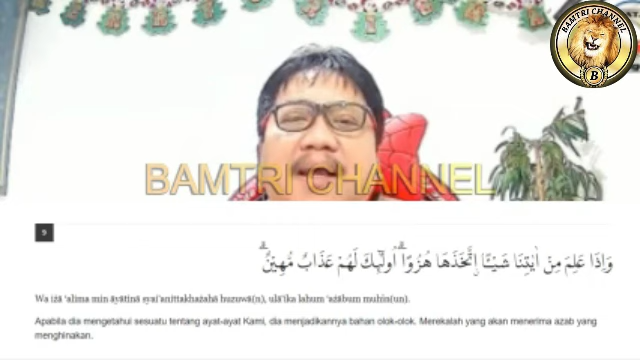 BAMTRI CHANNEL
B
BAMTRI CHANNEL
9
وَاِذَا عَلِمَ مِنْ اٰيٰتِنَا شَيْـًٔا ۨاتَّخَذَهَا هُزُوًاۗ اُولٰۤىِٕكَ لَهُمْ عَذَابٌ مُّهِيْنٌۗ
Wa iżā ‘alima min āyātinā syai'anittakhażahā huzuwā(n), ulā'ika lahum ‘ażābum muhīn(un).
Apabila dia mengetahui sesuatu tentang ayat-ayat Kami, dia menjadikannya bahan olok-olok. Merekalah yang akan menerima azab yang
menghinakan.